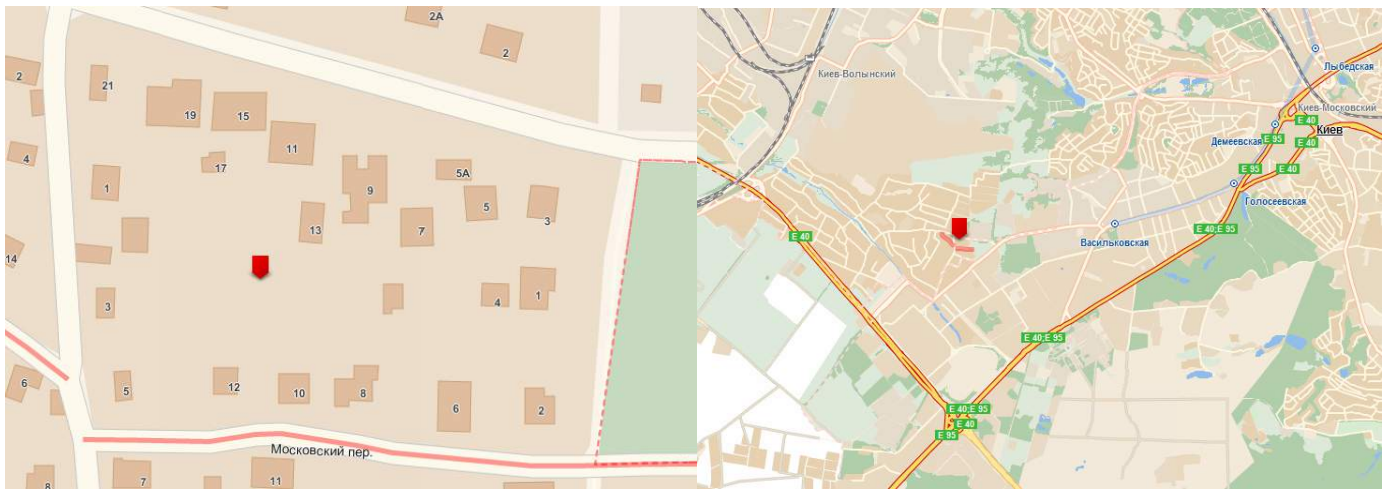 2A
2
2
21
19
15
11
4
17
5A
1
9
5
3
13
7
14
3
4
1
5
12
10
8
6
6
2
Московский пер.
8
7
11
Лыбедская
Киев-Волынский
Киев-Московский
E 40
Киев
Демеевская
E 95
E 40
E 95
E 40
Голосеевская
Васильковская
E 40;E 95
E 40
E 40;E 95
E 40;E 95
E 40
E 95